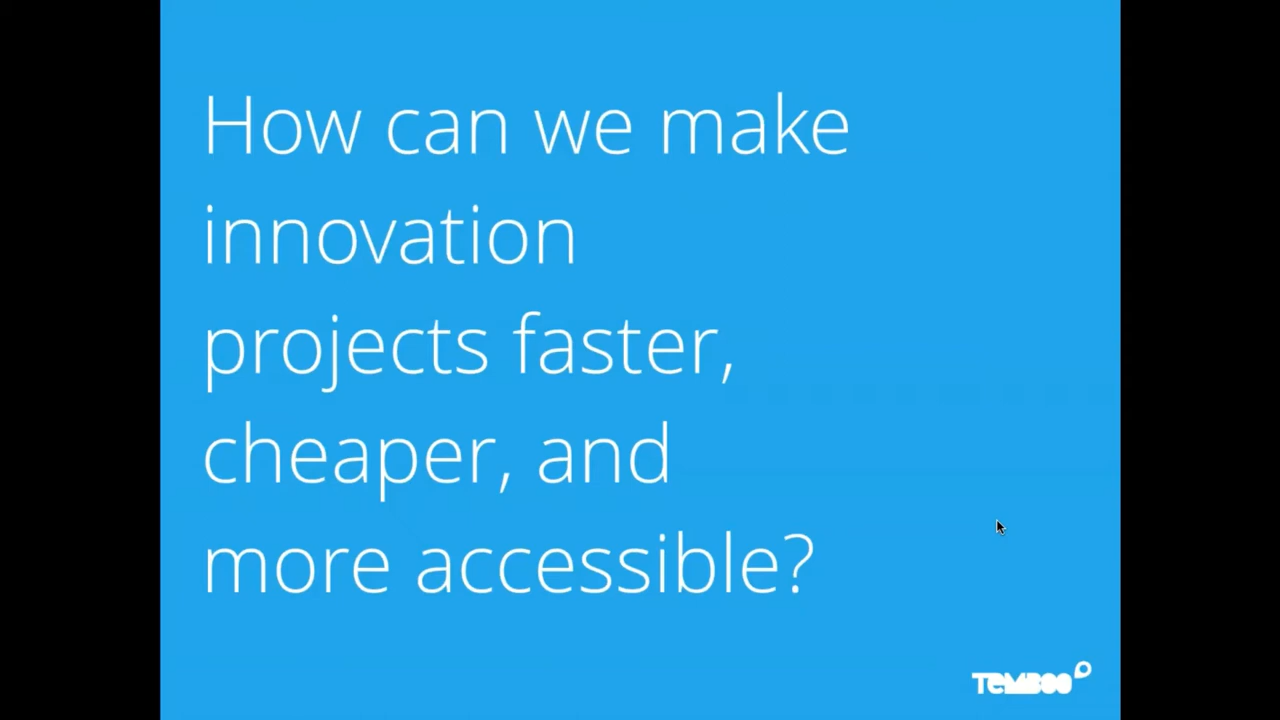 How can we make
innovation
projects faster,
cheaper, and
more accessible?
TEMBOO